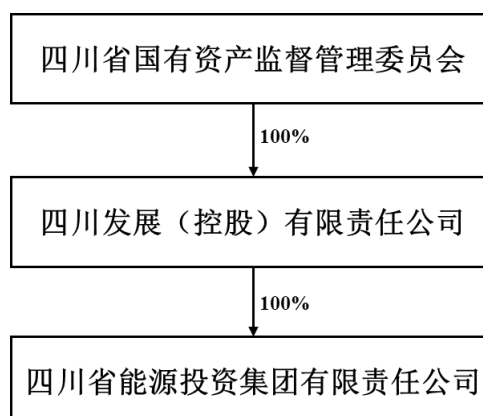 四川省国有资产监督管理委员会
100%
四川发展（控股）有限责任公司
100%
四川省能源投资集团有限责任公司